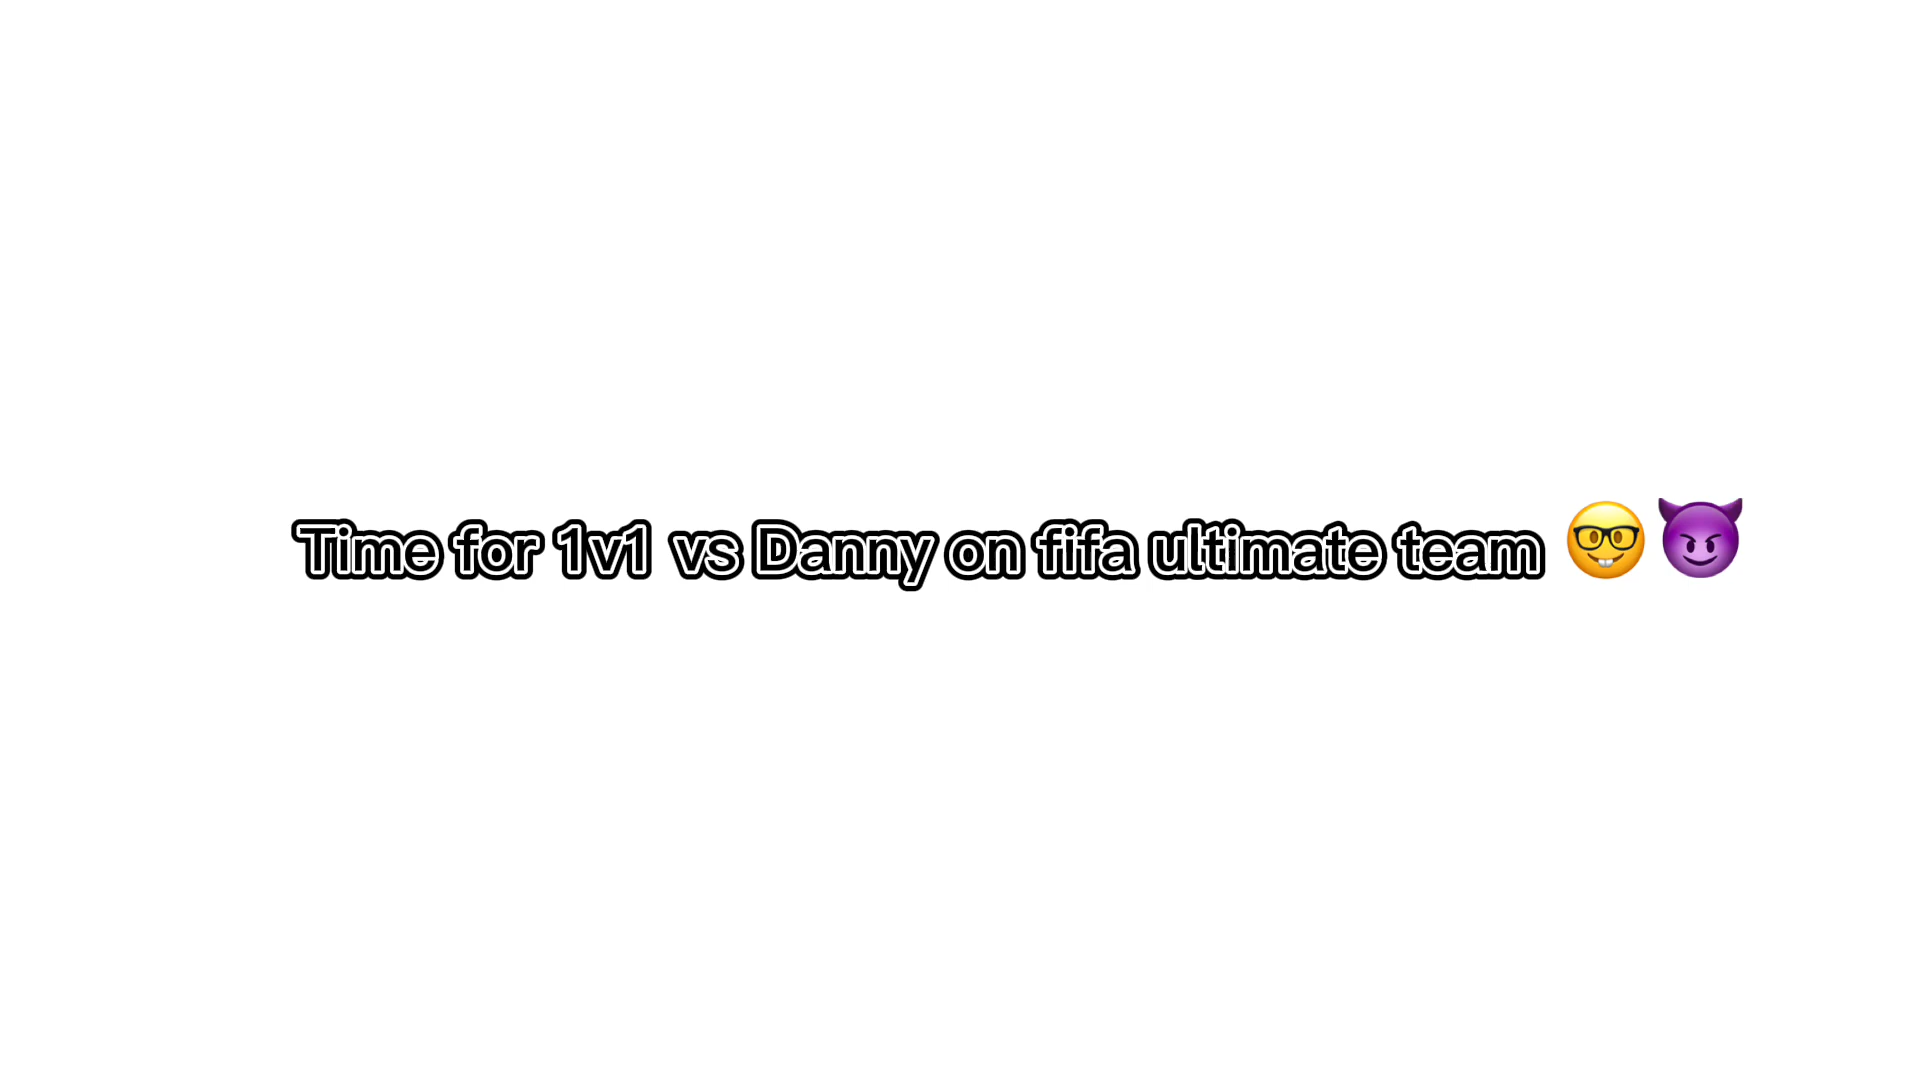 Time for 1v1 vs Danny on fifa ultimate team 🤓😈